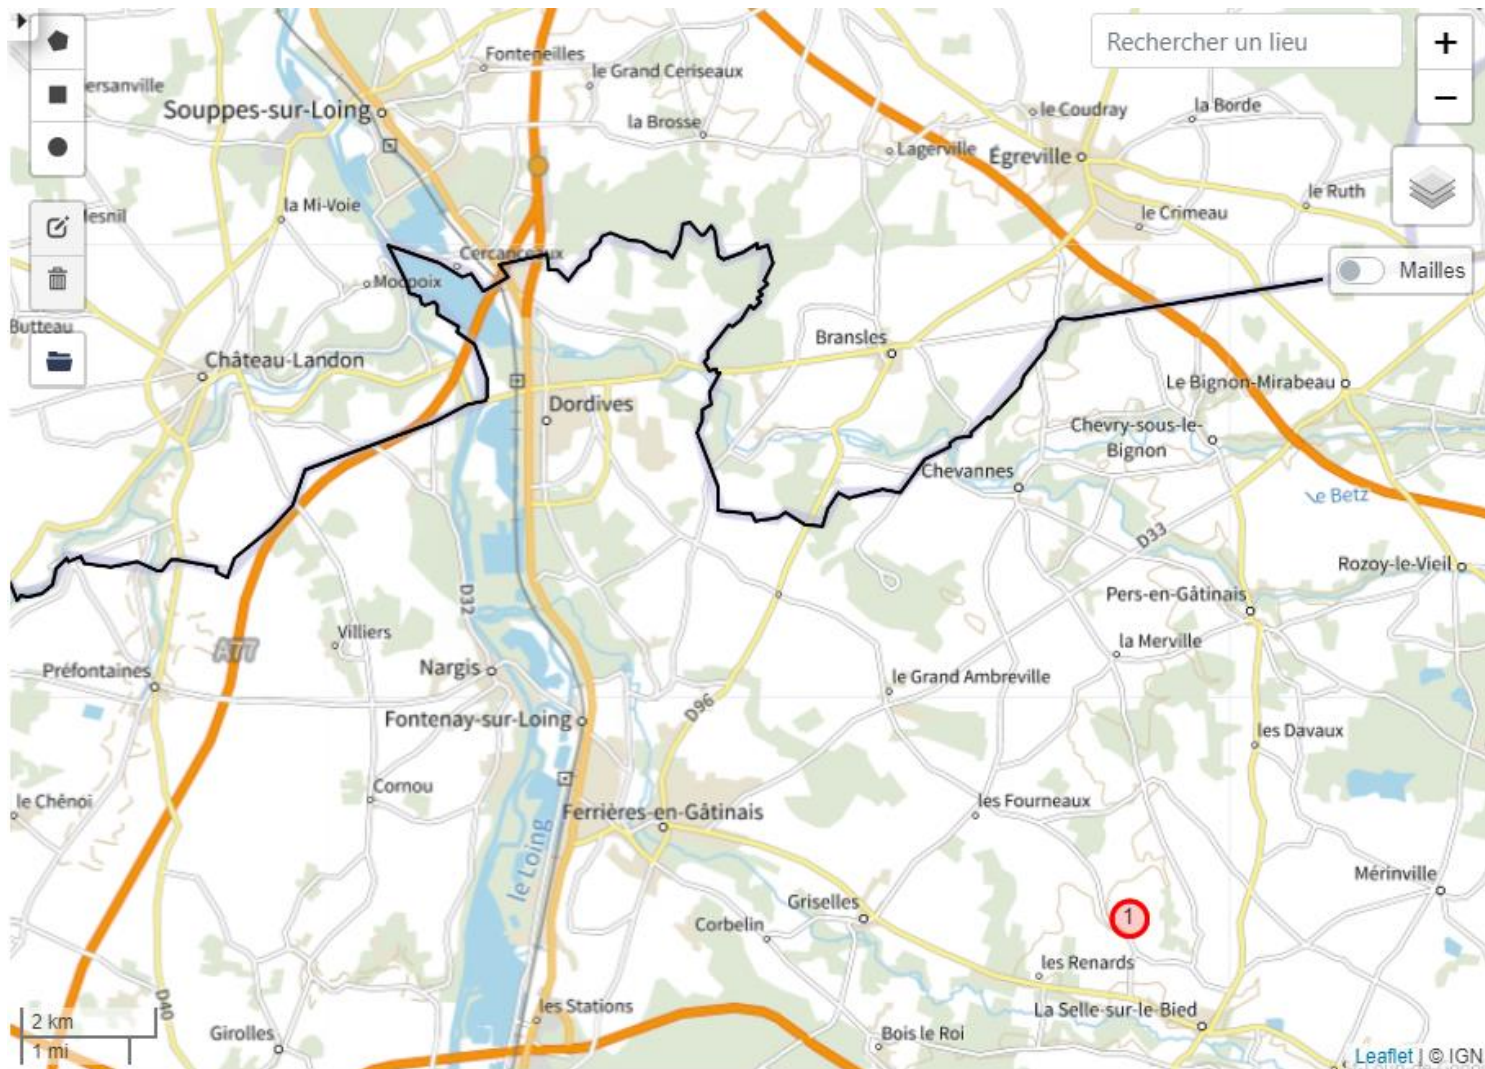 Rechercher un lieu
+
−
Mailles
Fonteneilles
le Grand Ceriseaux
ersanville
Souppes-sur-Loing
la Brosse
le Coudray
la Borde
Lagerville
Égreville
le Ruth
la Mi-Voie
esnil
le Crimeau
Cercanceaux
Mocpoix
Butteau
Château-Landon
Bransles
Dordives
Le Bignon-Mirabeau
Chevry-sous-le-
Bignon
Chevannes
le Betz
D33
Rozoy-le-Vieil
D32
Pers-en-Gâtinais
Villiers
la Merville
A77
Préfontaines
Nargis
le Grand Ambreville
D96
Fontenay-sur-Loing
les Davaux
Cornou
le Chênoi
les Fourneaux
Ferrières-en-Gâtinais
le Loing
Mérinville
Griselles
1
Corbelin
les Renards
D40
les Stations
La Selle-sur-le-Bied
2 km
Girolles
Bois le Roi
1 mi
Leaflet | © IGN